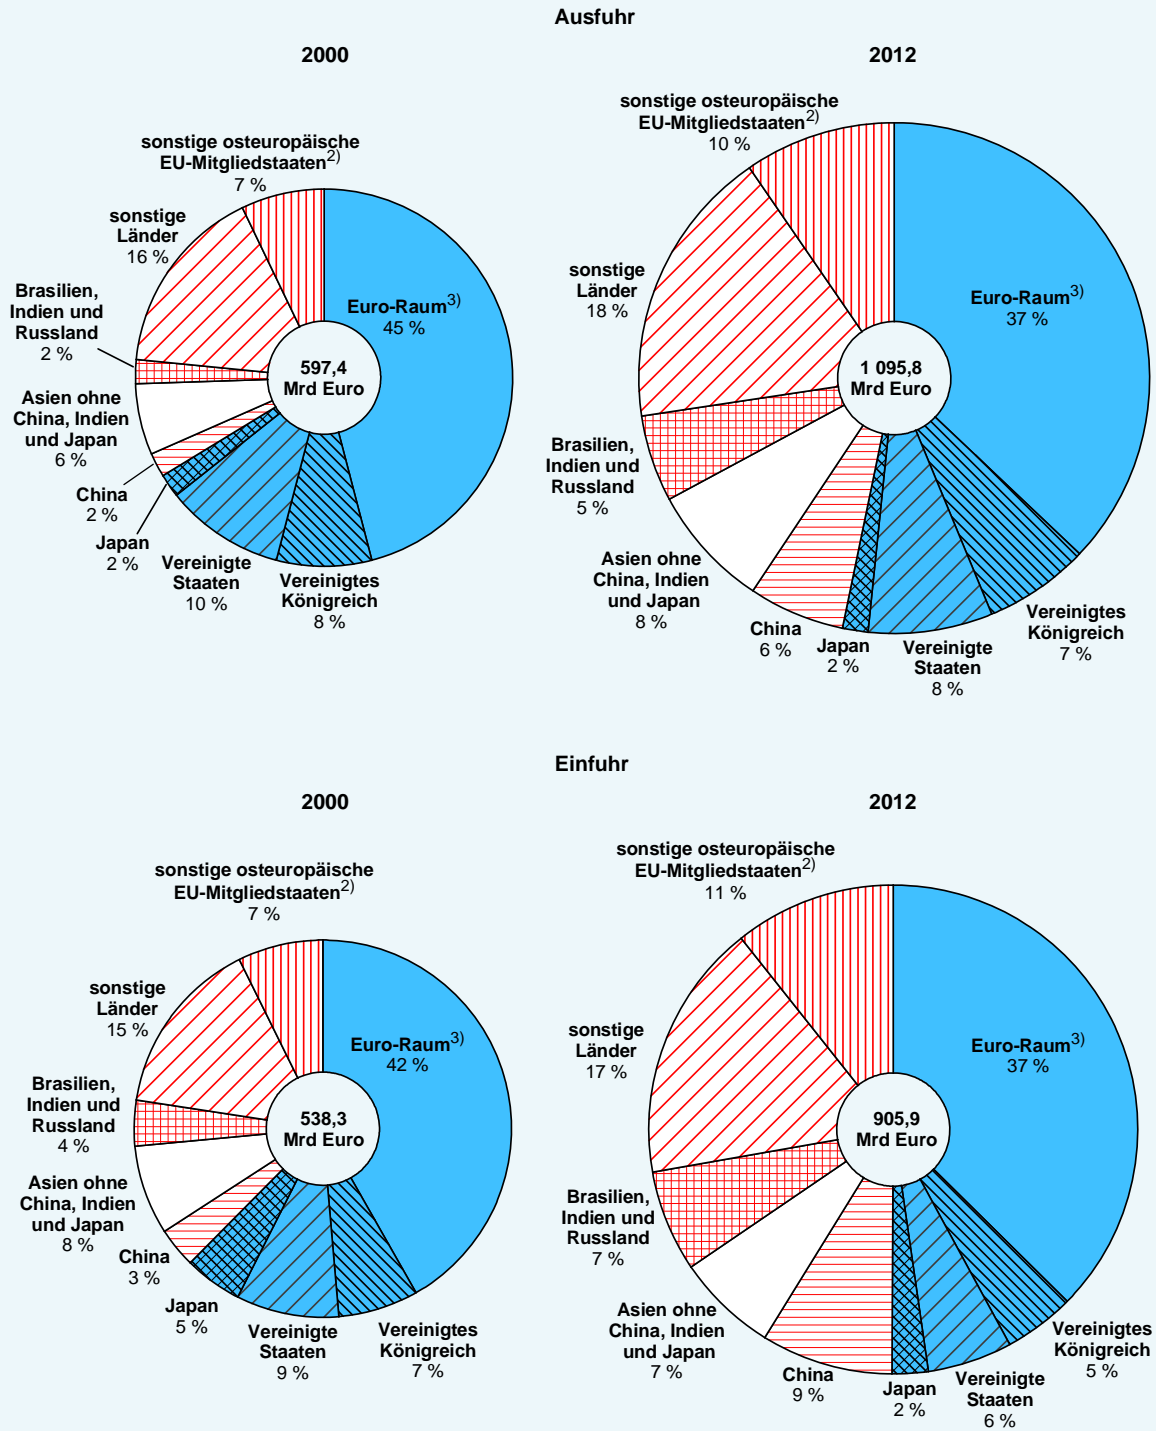 Ausfuhr
2000
sonstige osteuropäische
EU-Mitgliedstaaten2)
7 %
sonstige
Länder
16 %
Brasilien,
Indien und
Russland
2 %
Asien ohne
China, Indien
und Japan
6 %
China
2 %
Japan
2 %
Vereinigte
Staaten
10 %
Vereinigtes
Königreich
8 %
Euro-Raum3)
45 %
597,4
Mrd Euro
2012
sonstige osteuropäische
EU-Mitgliedstaaten2)
10 %
sonstige
Länder
18 %
Brasilien,
Indien und
Russland
5 %
Asien ohne
China, Indien
und Japan
8 %
China
6 %
Japan
2 %
Vereinigte
Staaten
8 %
Vereinigtes
Königreich
7 %
Euro-Raum3)
37 %
1 095,8
Mrd Euro
Einfuhr
2000
sonstige osteuropäische
EU-Mitgliedstaaten2)
7 %
sonstige
Länder
15 %
Brasilien,
Indien und
Russland
4 %
Asien ohne
China, Indien
und Japan
8 %
China
3 %
Japan
5 %
Vereinigte
Staaten
9 %
Vereinigtes
Königreich
7 %
Euro-Raum3)
42 %
538,3
Mrd Euro
2012
sonstige osteuropäische
EU-Mitgliedstaaten2)
11 %
sonstige
Länder
17 %
Brasilien,
Indien und
Russland
7 %
Asien ohne
China, Indien
und Japan
7 %
China
9 %
Japan
2 %
Vereinigte
Staaten
6 %
Vereinigtes
Königreich
5 %
Euro-Raum3)
37 %
905,9
Mrd Euro